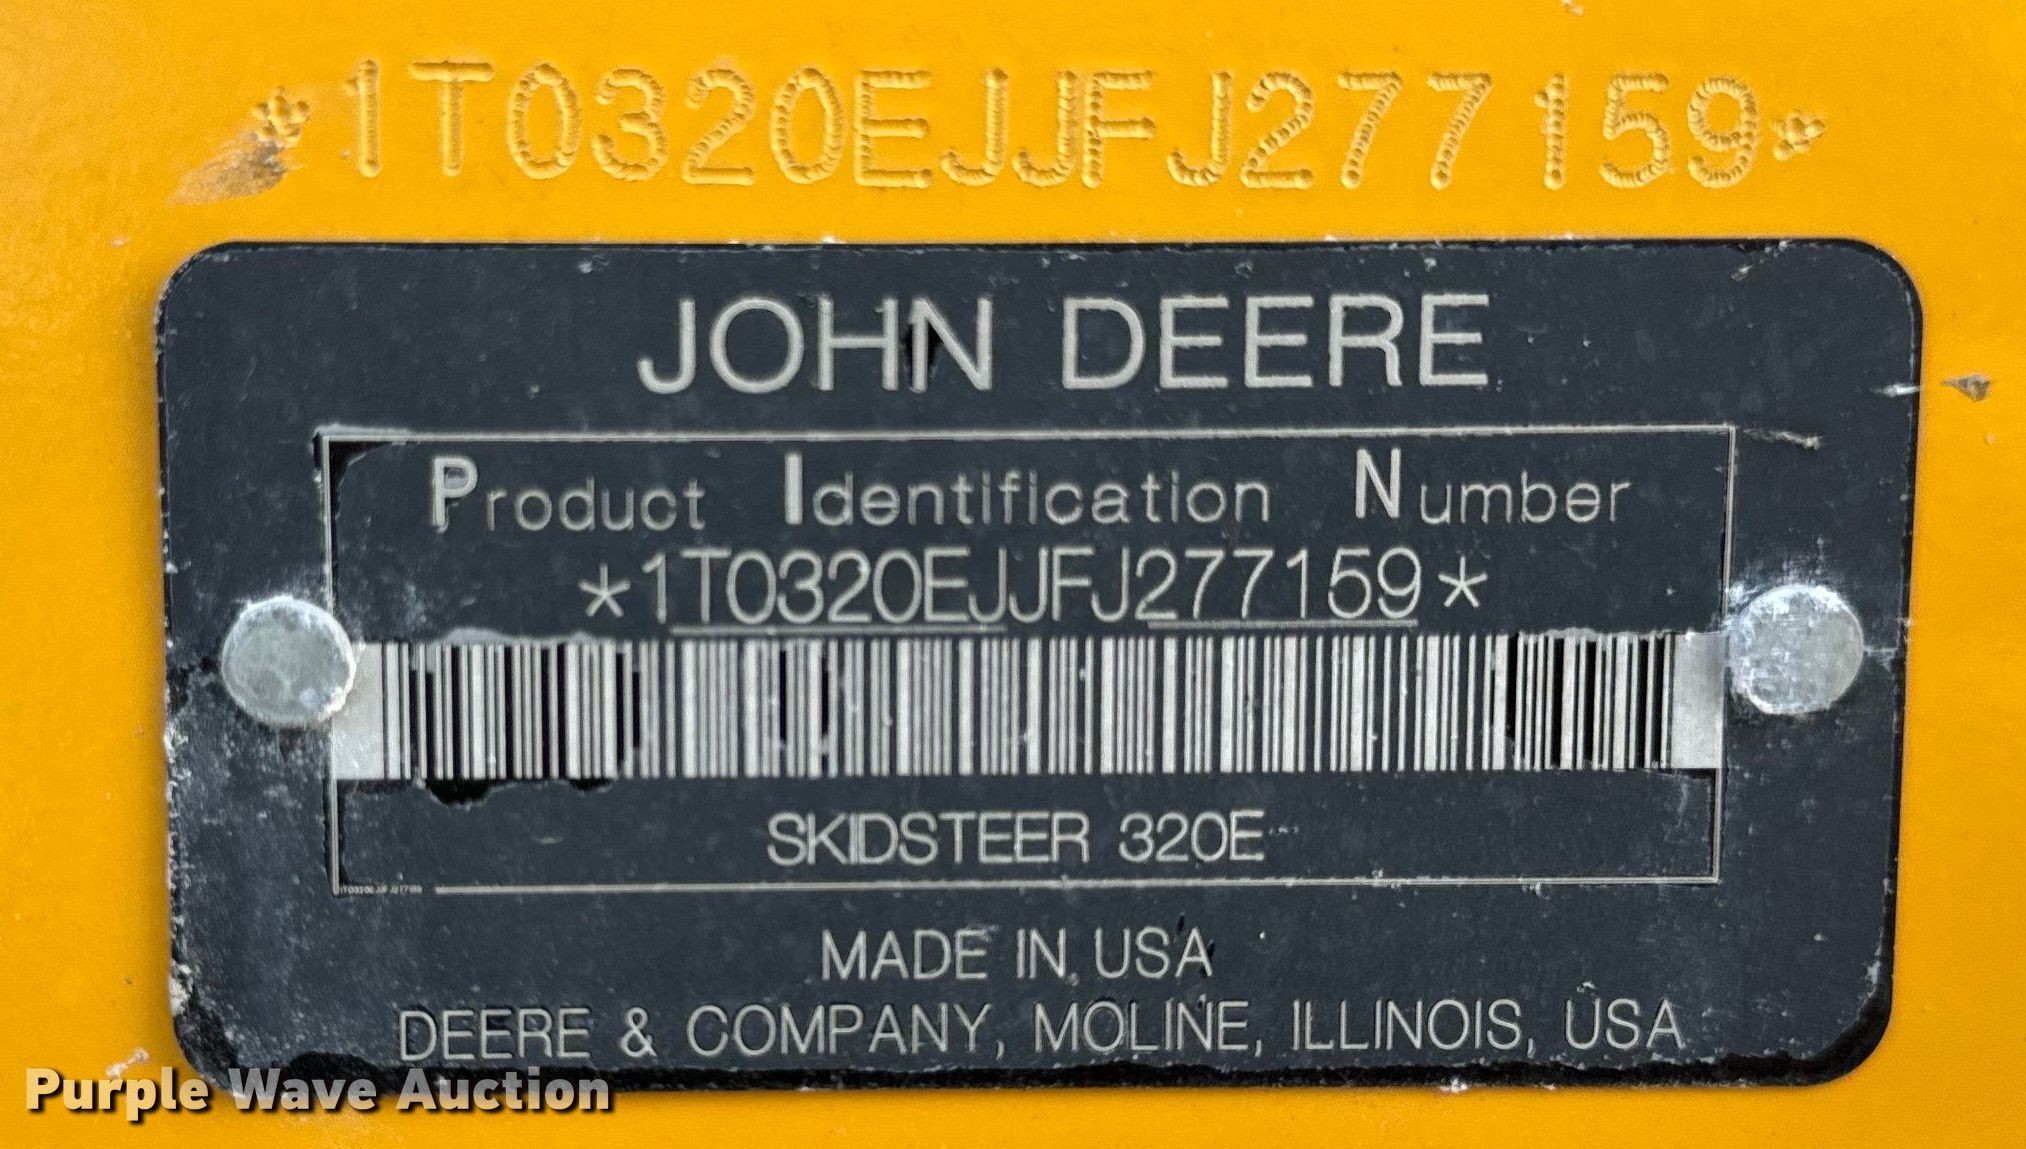 *1T0320EJJFJ277159*
JOHN DEERE
Product Identification Number
*1T0320EJJFJ277159*
SKIDSTEER 320E
1T0320EJJFJ277159
MADE IN USA
DEERE & COMPANY, MOLINE, ILLINOIS, USA
Purple Wave Auction